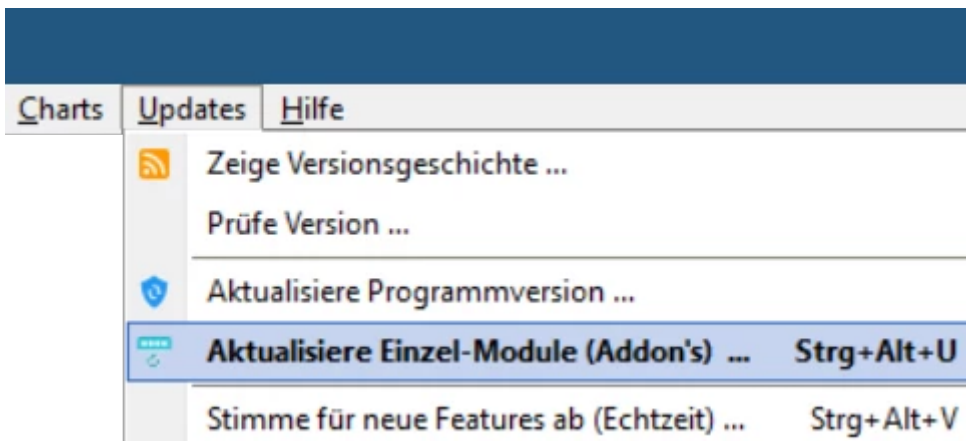 Charts Updates Hilfe
Zeige Versionsgeschichte ...
Prüfe Version ...
Aktualisiere Programmversion ...
Aktualisiere Einzel-Module (Addon's) ... Strg+Alt+U
Stimme für neue Features ab (Echtzeit) ... Strg+Alt+V